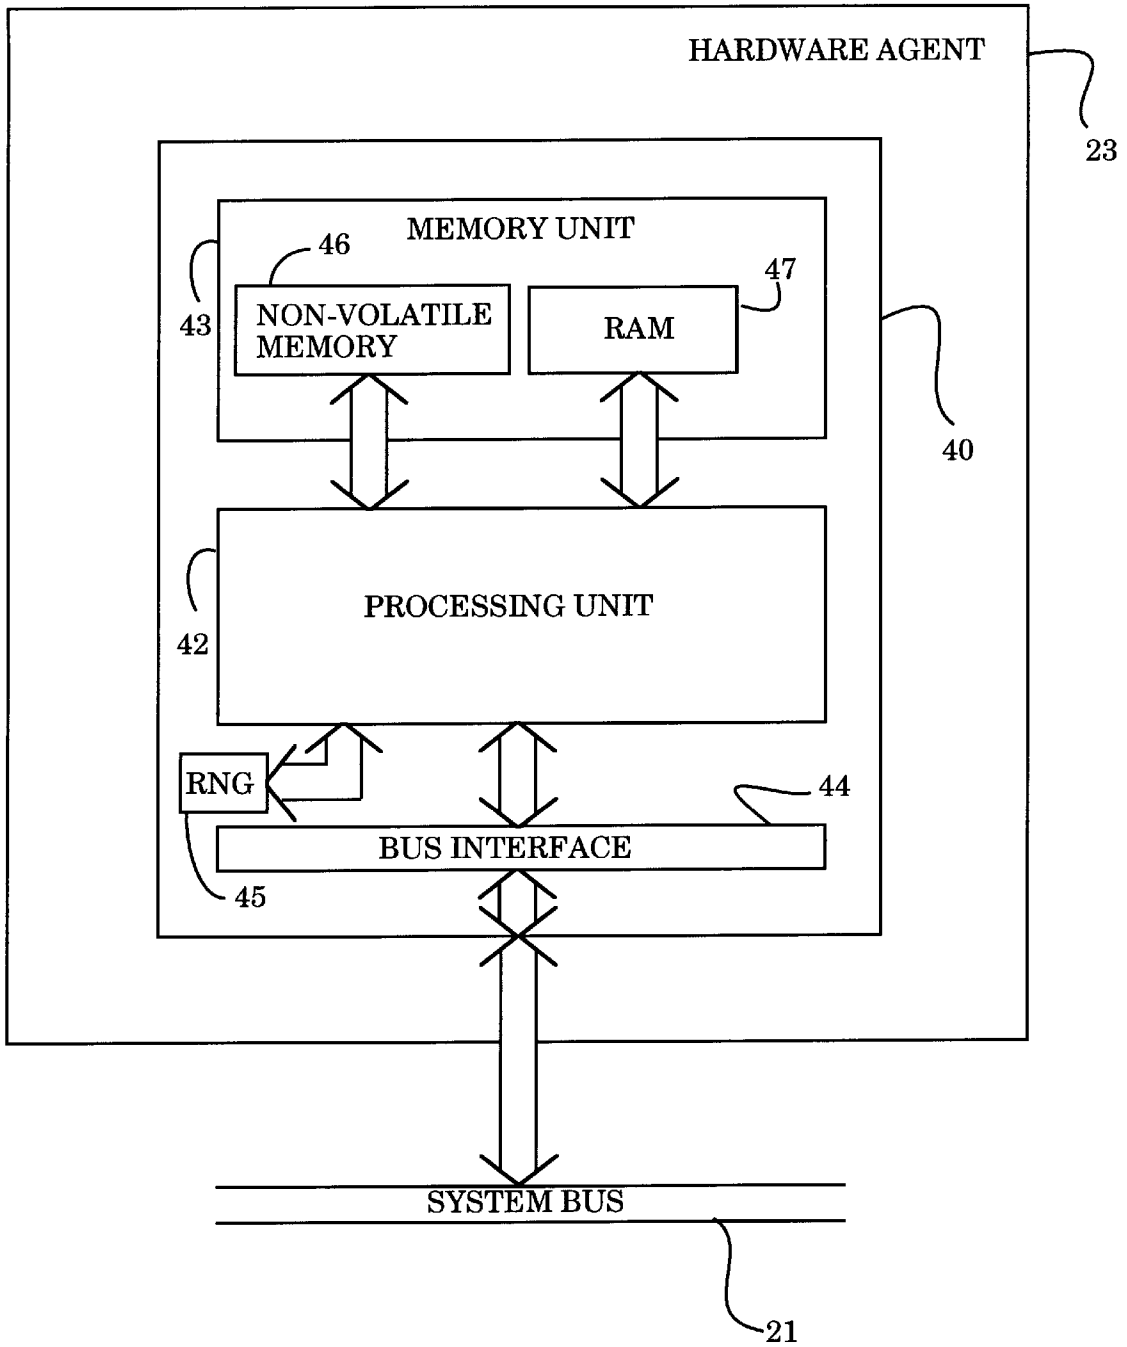 HARDWARE AGENT
23
MEMORY UNIT
46
47
43
NON-VOLATILE
MEMORY
RAM
40
PROCESSING UNIT
42
RNG
44
BUS INTERFACE
45
SYSTEM BUS
21